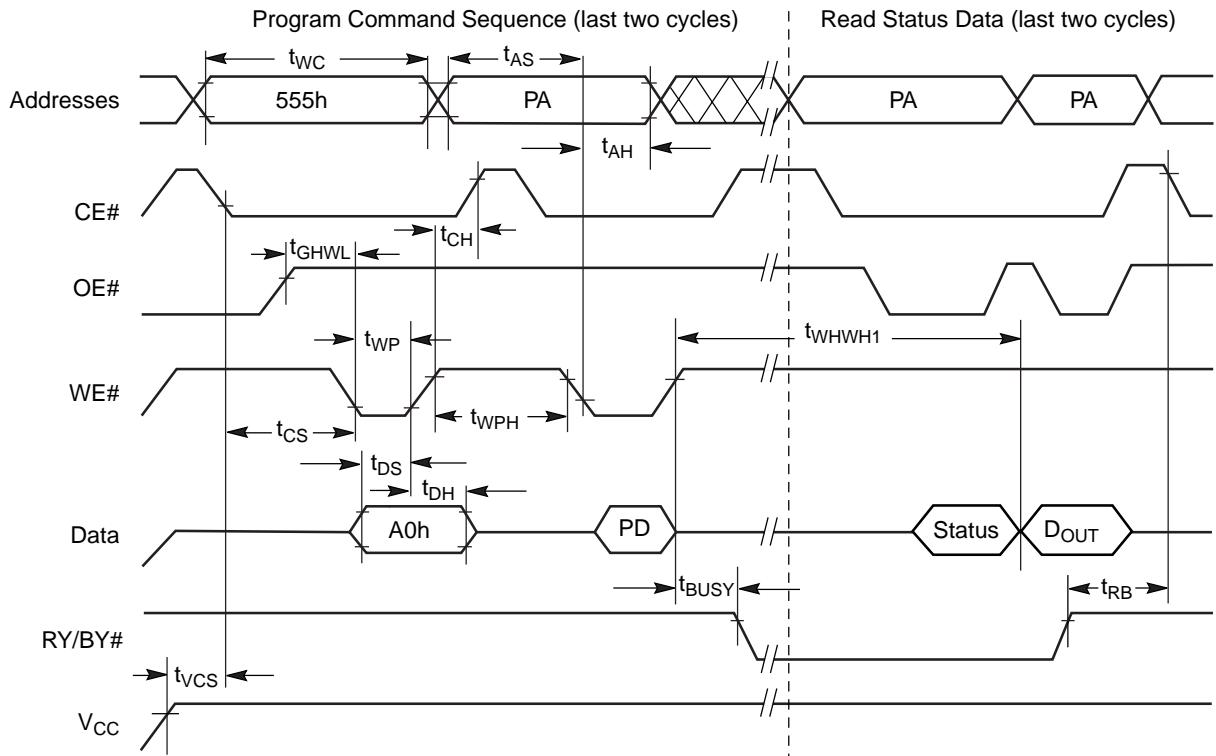 Program Command Sequence (last two cycles)
Read Status Data (last two cycles)
tWC
tAS
Addresses
555h
PA
PA
PA
tAH
CE#
tCH
tGHWL
OE#
tWP
tWHWH1
WE#
tWPH
tCS
tDS
tDH
Data
A0h
PD
Status
DOUT
tBUSY
tRB
RY/BY#
tVCS
VCC